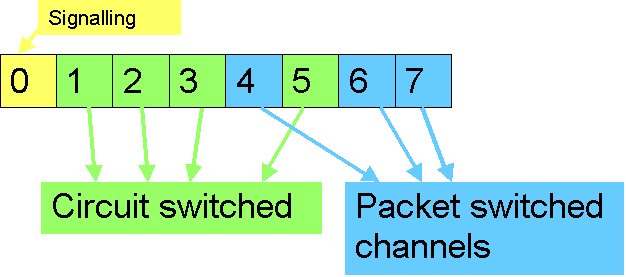 Signalling
0 1 2 3 4 5 6 7
Circuit switched
Packet switched
channels